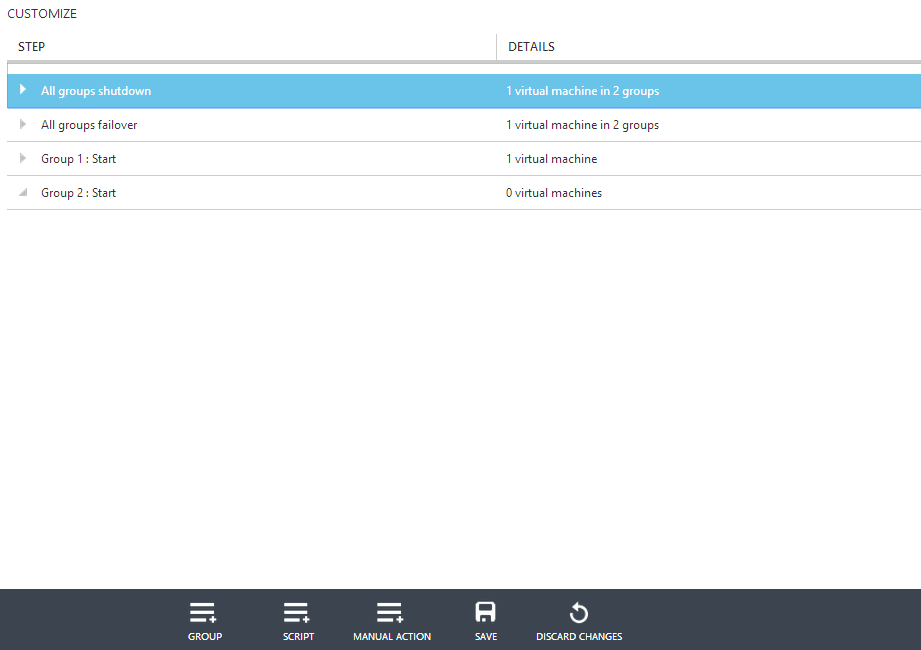 CUSTOMIZE
STEP DETAILS
All groups shutdown 1 virtual machine in 2 groups
All groups failover 1 virtual machine in 2 groups
Group 1 : Start 1 virtual machine
Group 2 : Start 0 virtual machines
GROUP SCRIPT MANUAL ACTION SAVE DISCARD CHANGES